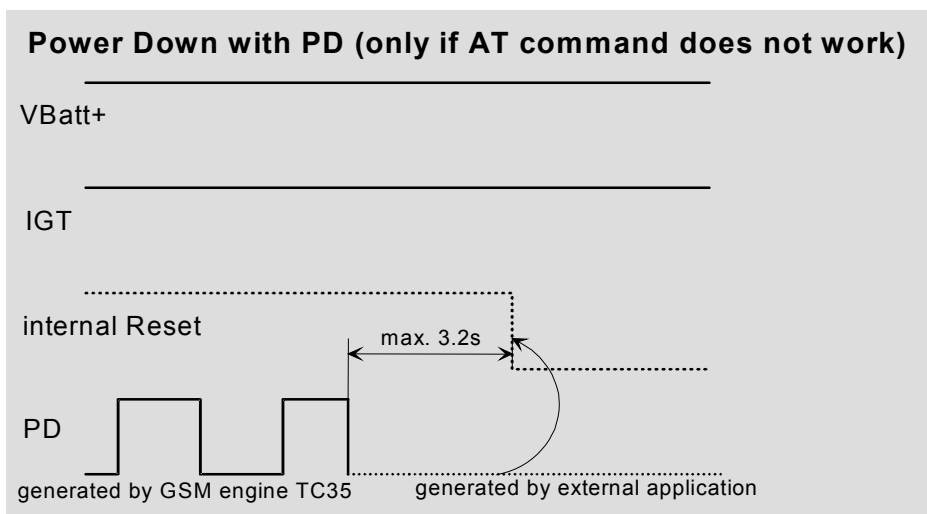 Power Down with PD (only if AT command does not work)
VBatt+
IGT
internal Reset
max. 3.2s
PD
generated by GSM engine TC35
generated by external application